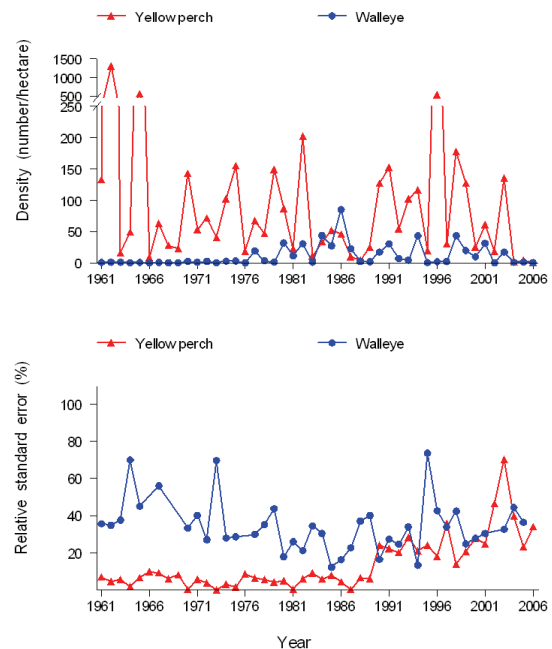 Yellow perch Walleye
Density (number/hectare)
1500
1000
500
250
200
150
100
50
0
1961 1966 1971 1976 1981 1986 1991 1996 2001 2006
Yellow perch Walleye
Relative standard error (%)
100
80
60
40
20
1961 1966 1971 1976 1981 1986 1991 1996 2001 2006
Year